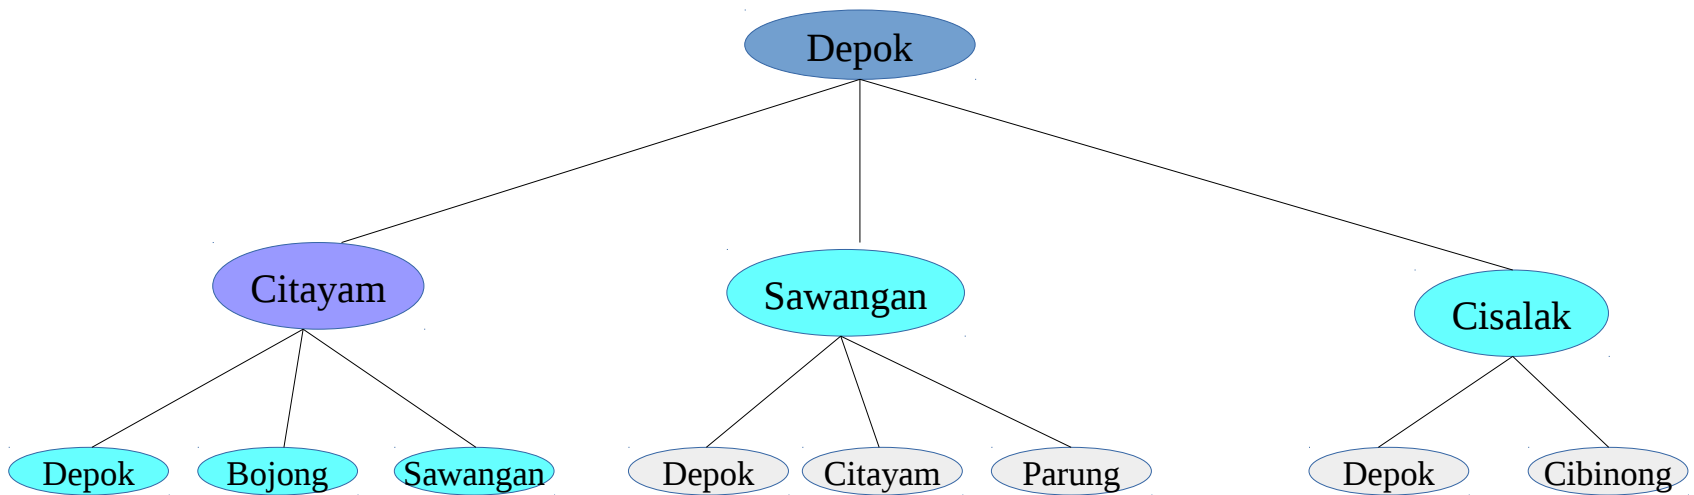 Depok
Citayam
Sawangan
Cisalak
Depok
Bojong
Sawangan
Depok
Citayam
Parung
Depok
Cibinong